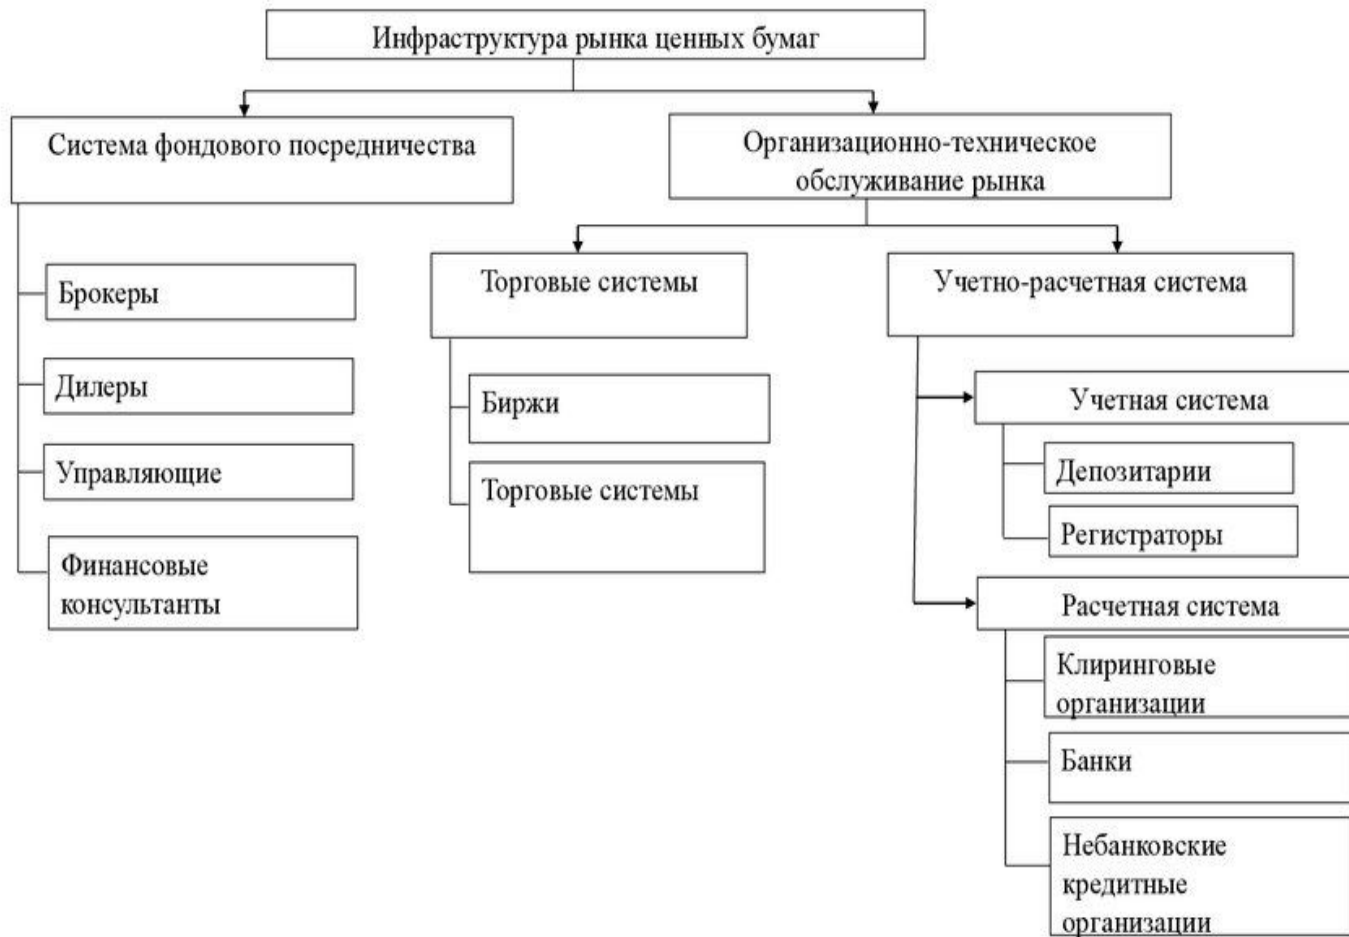 Инфраструктура рынка ценных бумаг
Система фондового посредничества
Организационно-техническое
обслуживание рынка
Брокеры
Дилеры
Управляющие
Финансовые
консультанты
Торговые системы
Биржи
Торговые системы
Учетно-расчетная система
Учетная система
Депозитарии
Регистраторы
Расчетная система
Клиринговые
организации
Банки
Небанковские
кредитные
организации